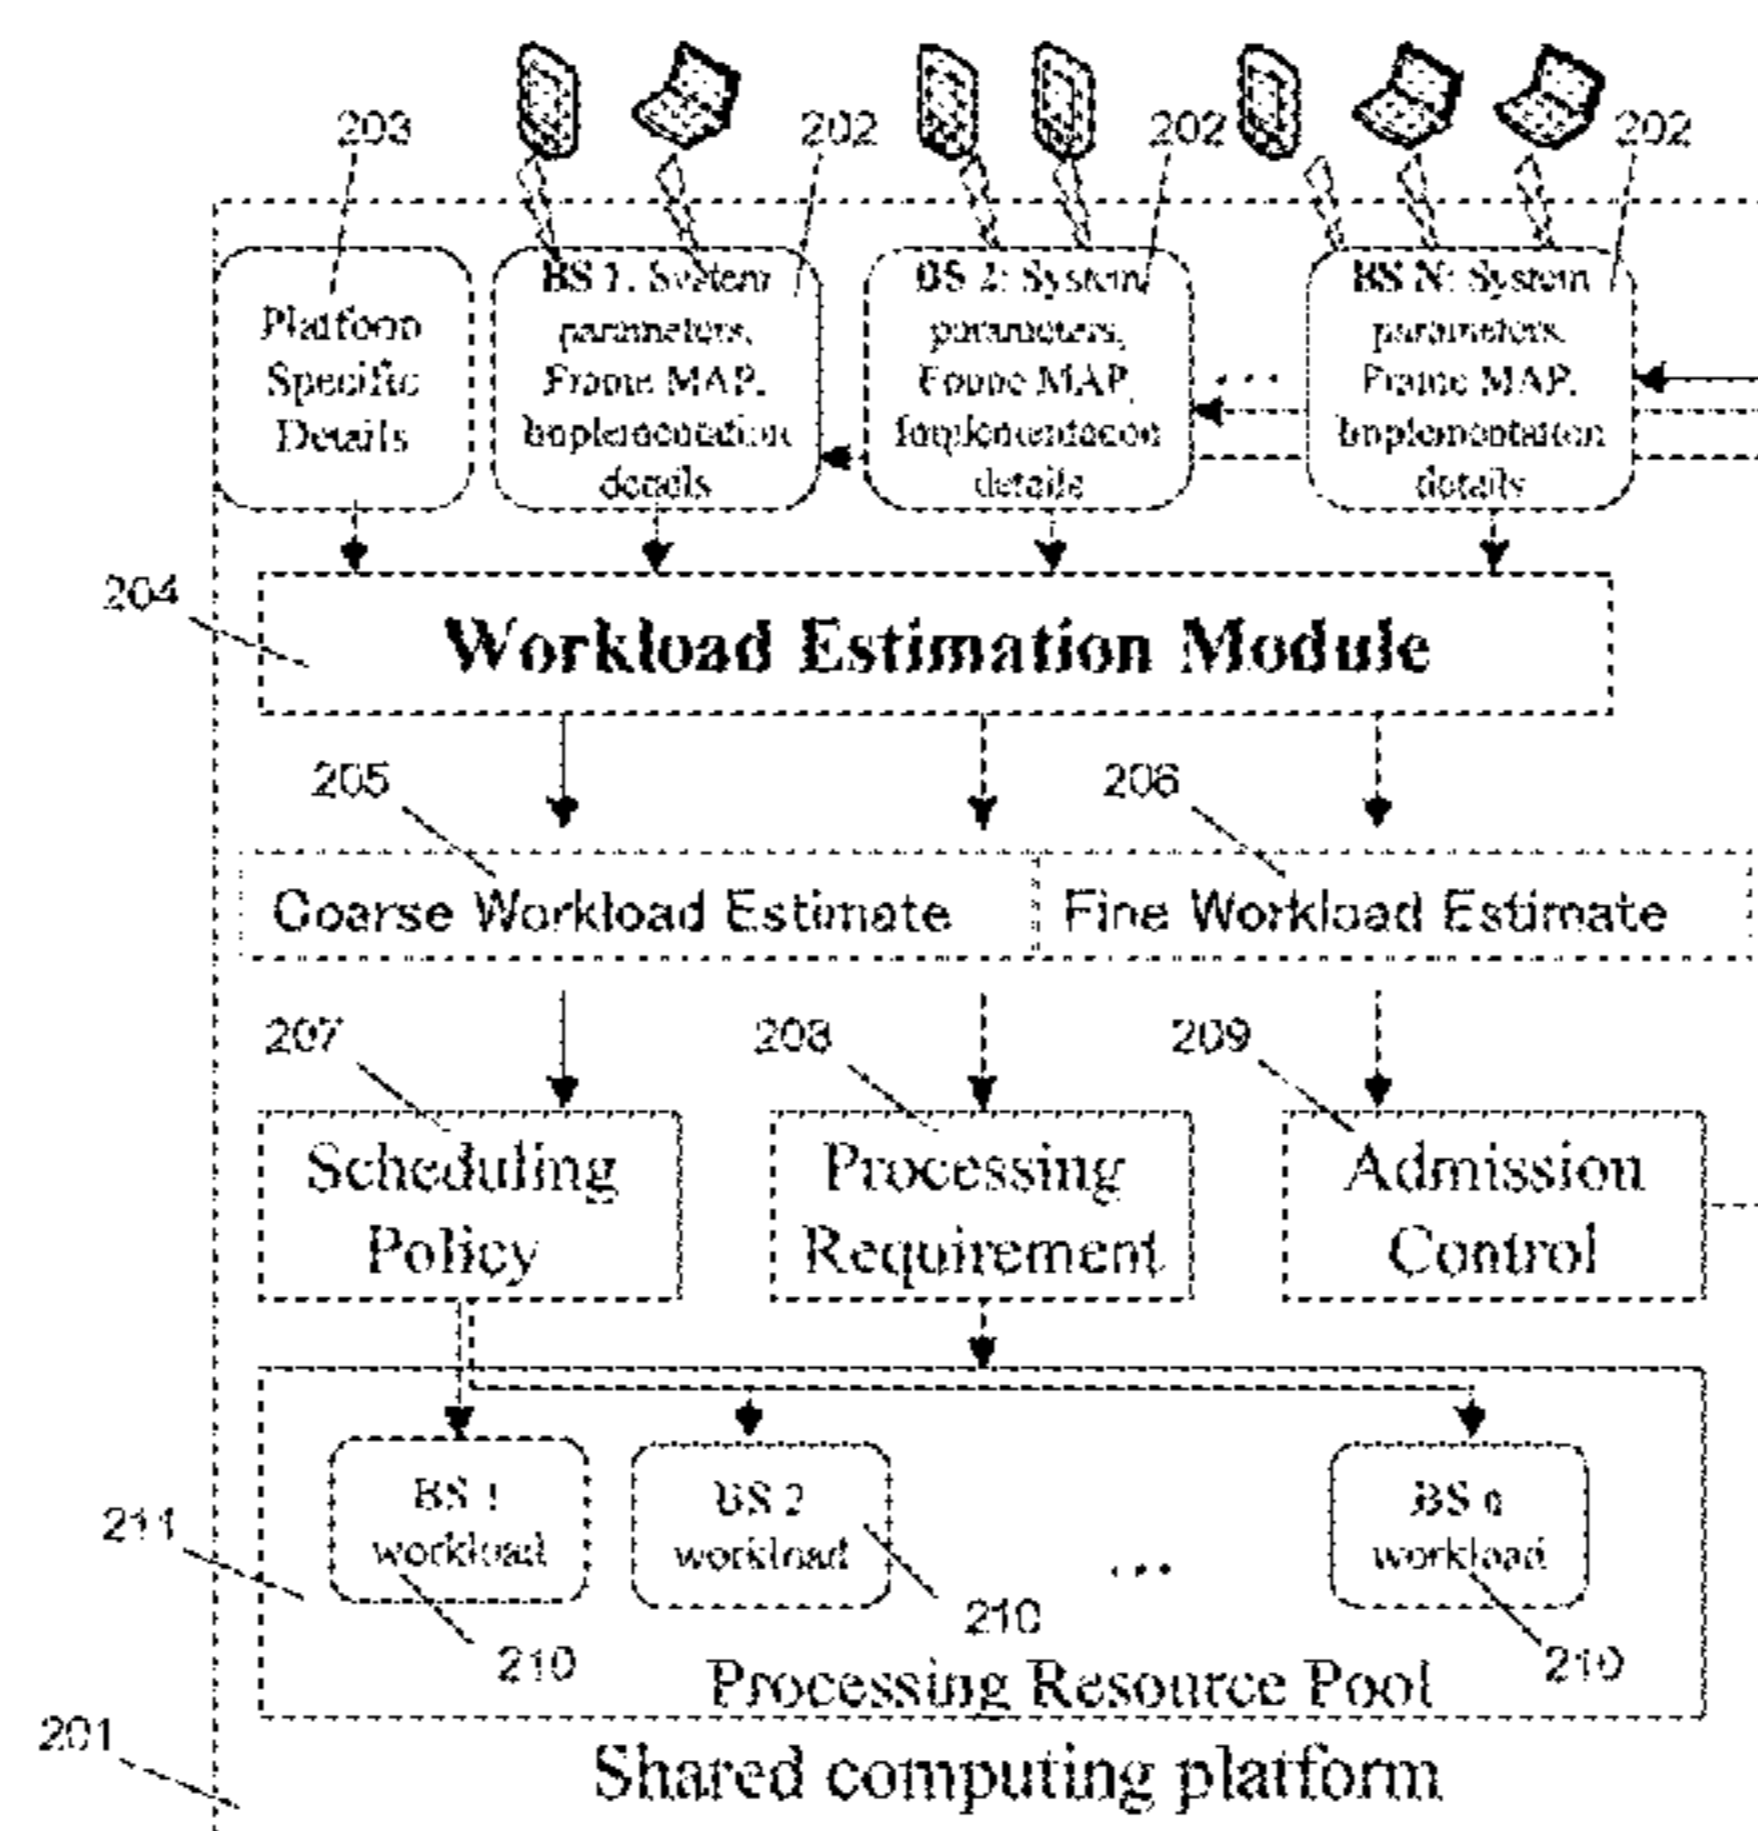 203
202
202
202
Platform
Specific
Details
BS 1: System
parameters,
Frame MAP,
Implementation
details
BS 2: System
parameters,
Frame MAP,
Implementation
details
...
BS N: System
parameters,
Frame MAP,
Implementation
details
204
Workload Estimation Module
205
206
Coarse Workload Estimate
Fine Workload Estimate
207
208
209
Scheduling
Policy
Processing
Requirement
Admission
Control
BS 1
workload
BS 2
workload
...
BS n
workload
211
210
210
210
Processing Resource Pool
201
Shared computing platform